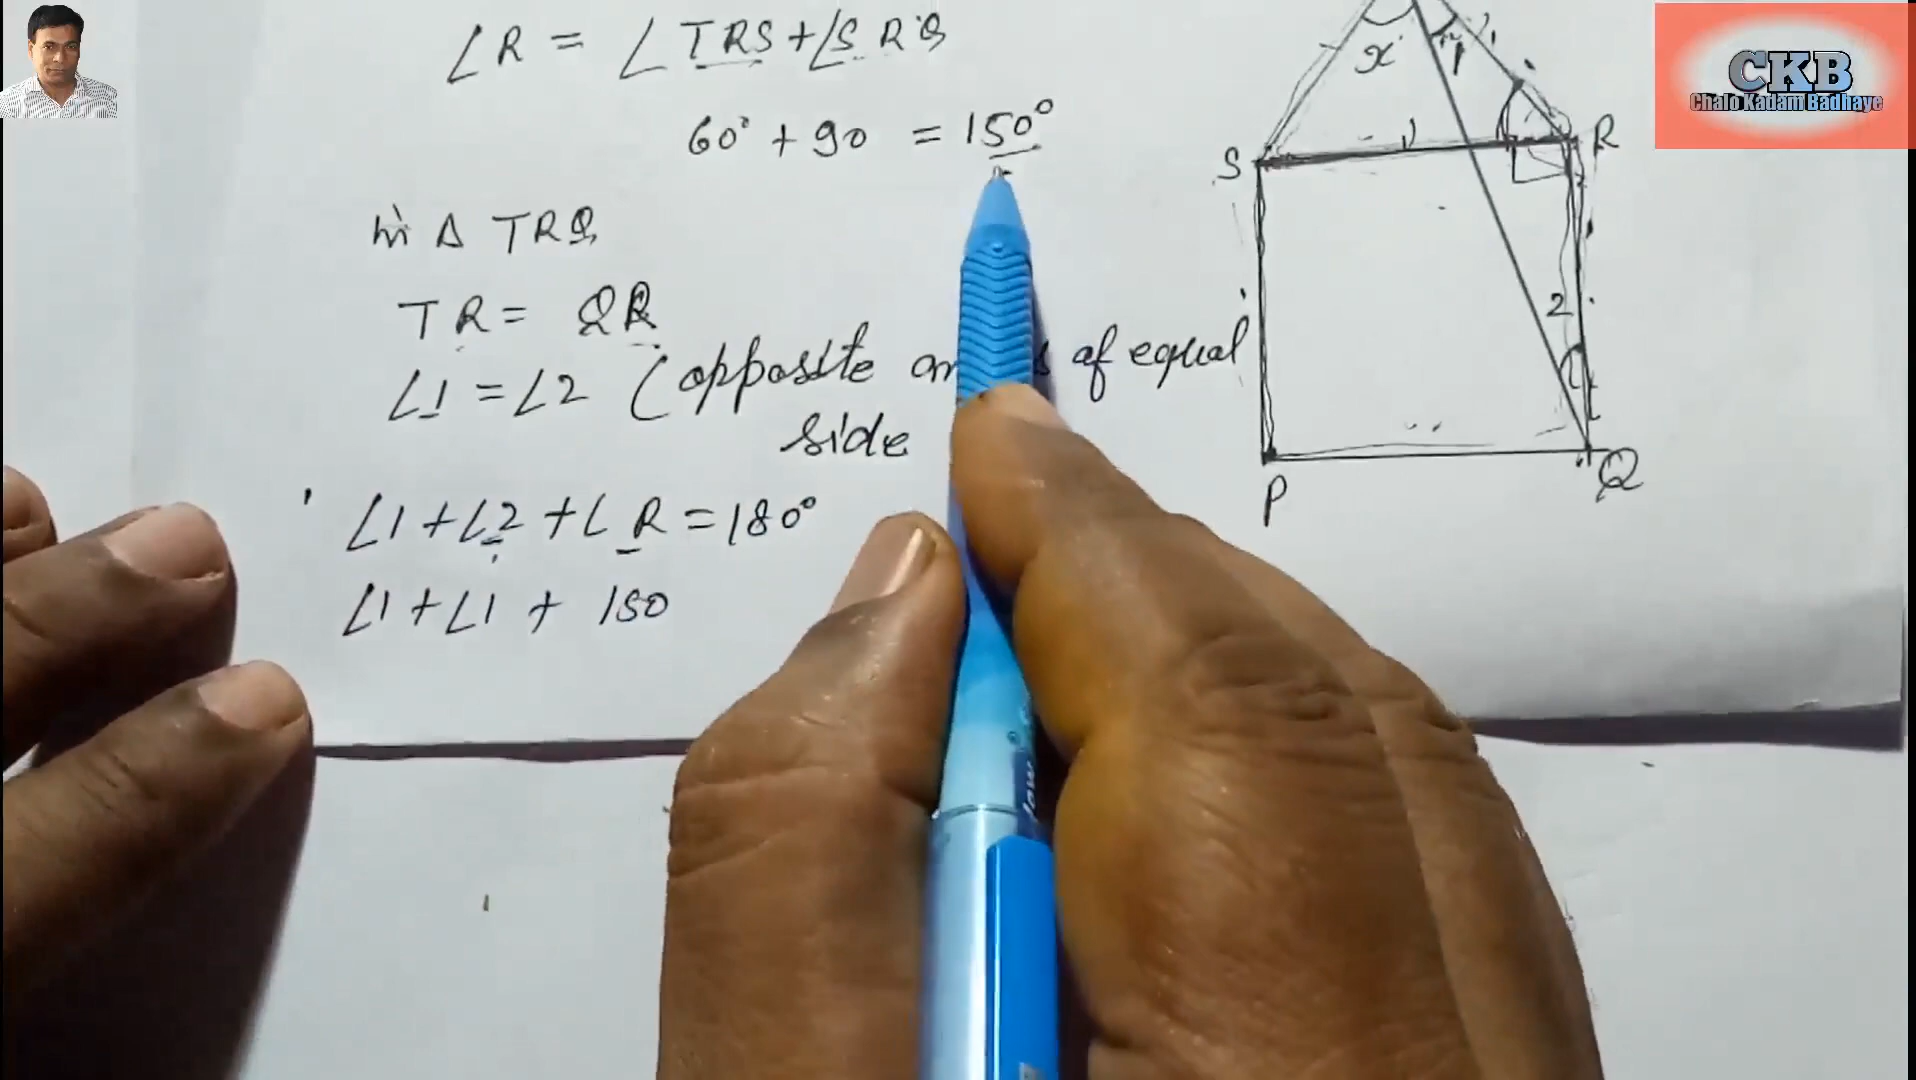 ∠R = ∠TRS + ∠SRQ
60° + 90 = 150°
in Δ TRQ
TR = QR
∠1 = ∠2 (opposite of equal
side
∠1 + ∠2 + ∠R = 180°
∠1 + ∠1 + 150
x
1
S
R
2
P
Q
CKB
Chalo Kadam Badhaye